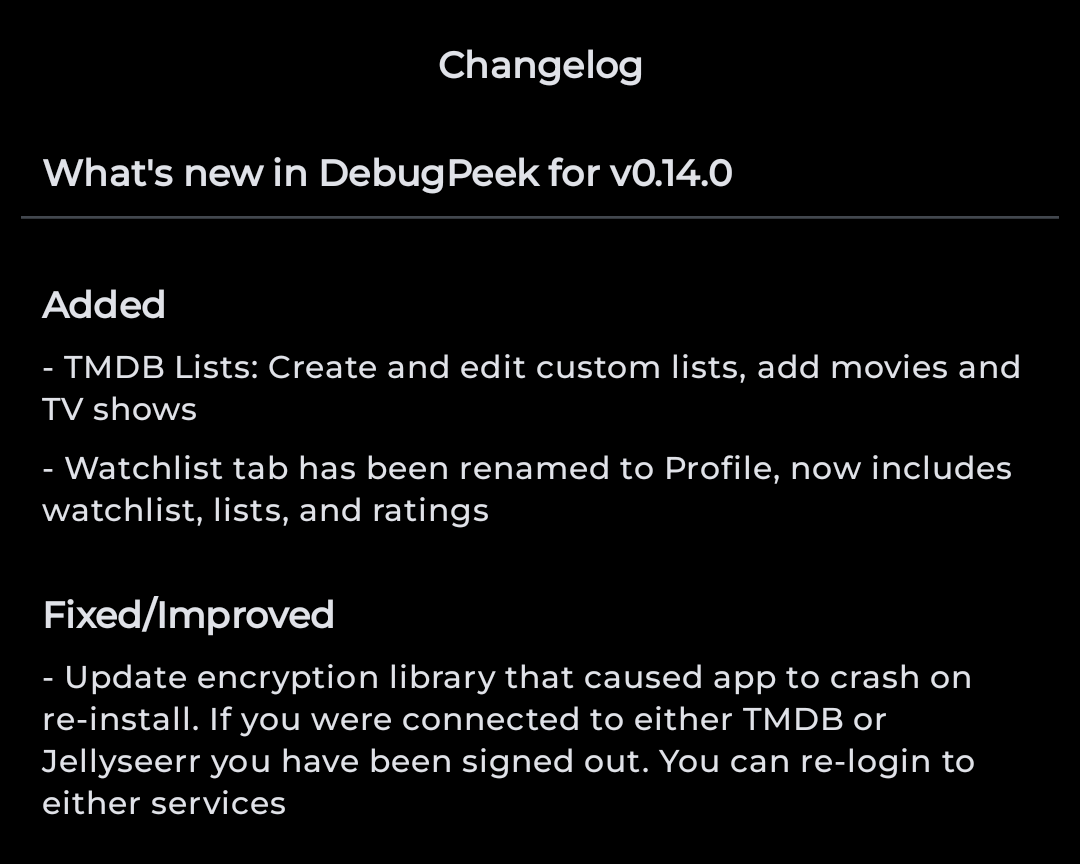 Changelog
What's new in DebugPeek for v0.14.0
Added
- TMDB Lists: Create and edit custom lists, add movies and
TV shows
- Watchlist tab has been renamed to Profile, now includes
watchlist, lists, and ratings
Fixed/Improved
- Update encryption library that caused app to crash on
re-install. If you were connected to either TMDB or
Jellyseerr you have been signed out. You can re-login to
either services